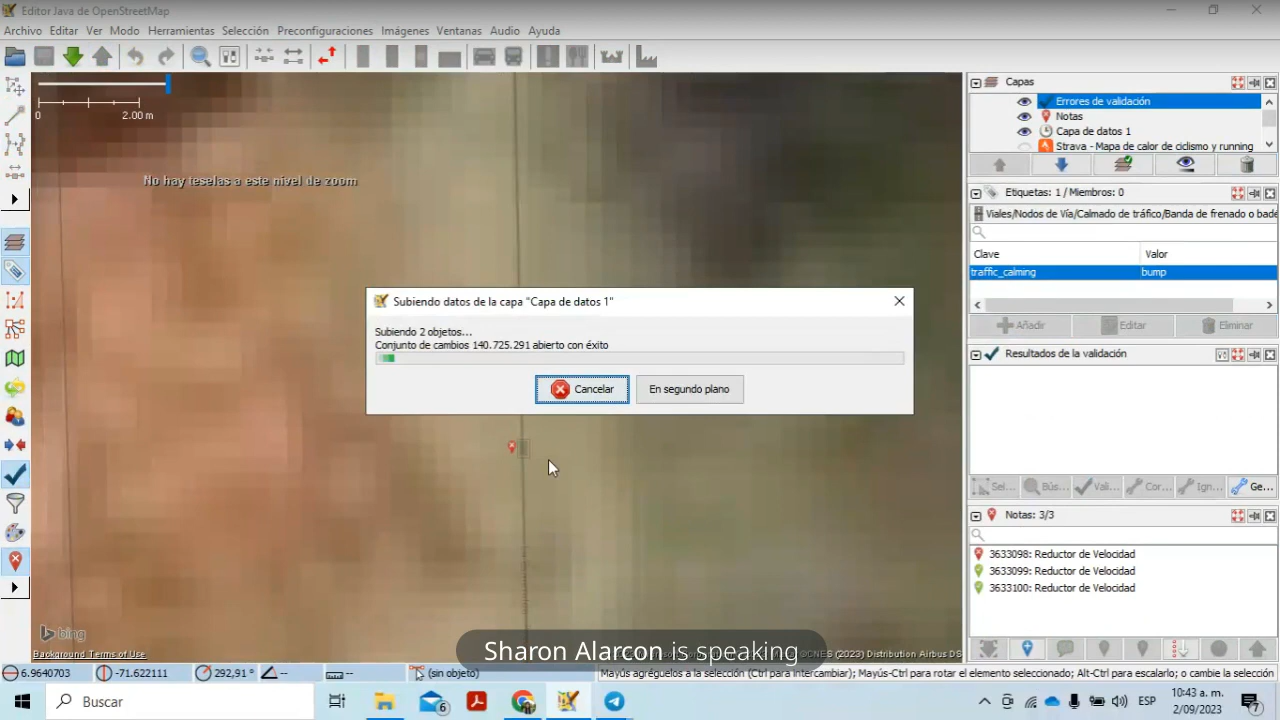 Editor Java de OpenStreetMap
Archivo Editar Ver Modo Herramientas Selección Preconfiguraciones Imágenes Ventanas Audio Ayuda
0 2.00 m
No hay teselas a este nivel de zoom
Capas
Errores de validación
Notas
Capa de datos 1
Strava - Mapa de calor de ciclismo y running
Etiquetas: 1 / Miembros: 0
Viales/Nodos de Vía/Calmado de tráfico/Banda de frenado o bad
Clave Valor
traffic_calming bump
Añadir Editar Eliminar
Subiendo datos de la capa "Capa de datos 1"
Subiendo 2 objetos...
Conjunto de cambios 140.725.291 abierto con éxito
Cancelar En segundo plano
Resultados de la validación
Sel... Bús... Vali... Cor... Ign... Ge...
Notas: 3/3
3633098: Reductor de Velocidad
3633099: Reductor de Velocidad
3633100: Reductor de Velocidad
bing
Background Terms of Use
Sharon Alarcon is speaking
©CNES (2023) Distribution Airbus DS
6.9640703 -71.622111 292,91 ° -- -- (sin objeto) Mayús agréguelos a la selección (Ctrl para intercambiar); Mayús-Ctrl para rotar el elemento seleccionado; Alt-Ctrl para escalarlo; o cambie la selección
Buscar
6
ESP
10:43 a. m.
2/09/2023
7